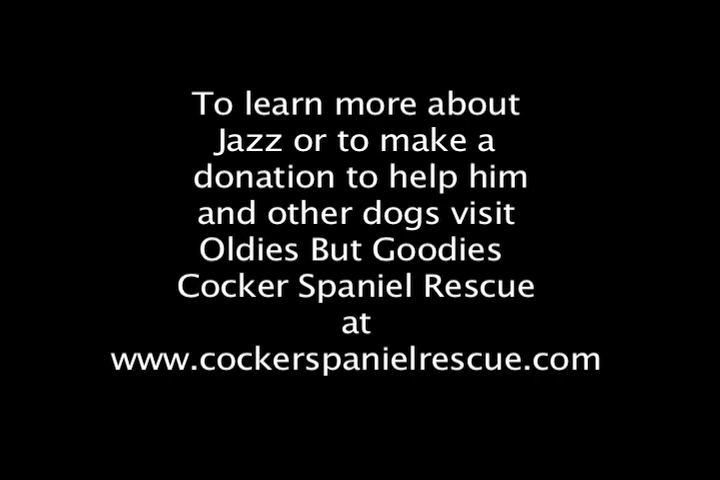 To learn more about
Jazz or to make a
donation to help him
and other dogs visit
Oldies But Goodies
Cocker Spaniel Rescue
at
www.cockerspanielrescue.com